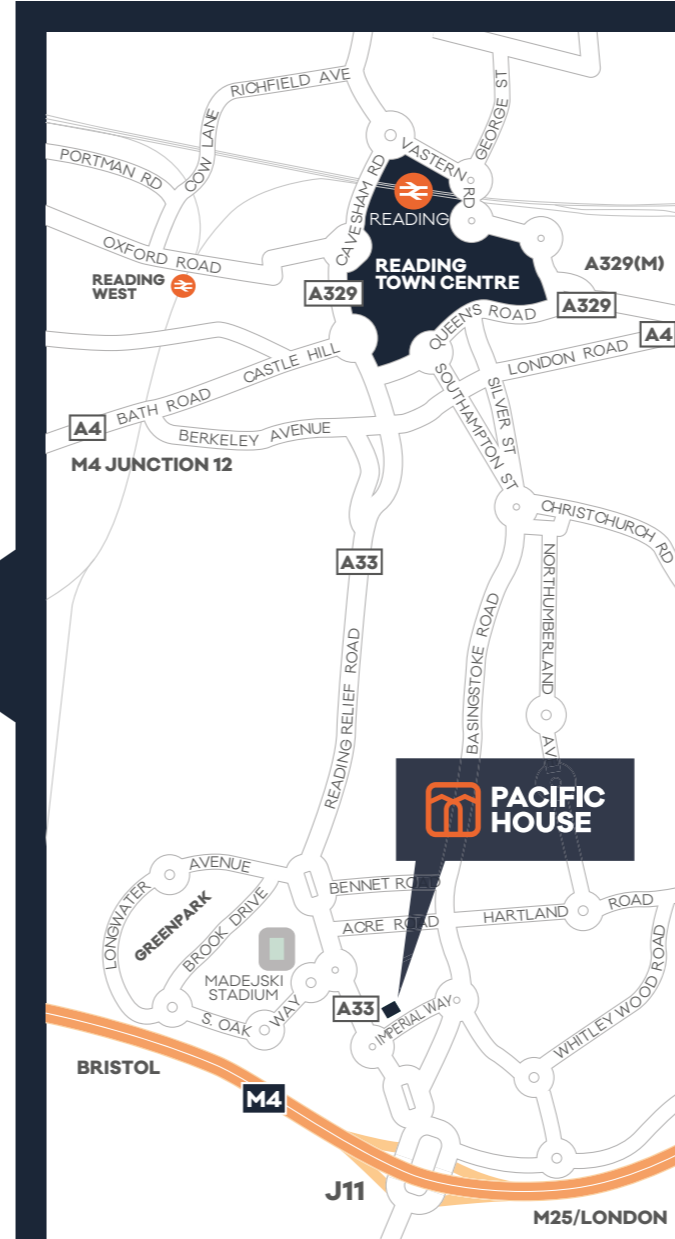 RICHFIELD AVE
GEORGE ST
COW LANE
VASTERN RD
PORTMAN RD
CAVESHAM RD
READING
OXFORD ROAD
READING
TOWN CENTRE
A329(M)
READING
WEST
A329
A329
QUEEN'S ROAD
A4
LONDON ROAD
CASTLE HILL
SOUTHAMPTON ST
SILVER ST
BATH ROAD
A4
BERKELEY AVENUE
M4 JUNCTION 12
CHRISTCHURCH RD
A33
NORTHUMBERLAND AVE
BASINGSTOKE ROAD
READING RELIEF ROAD
PACIFIC
HOUSE
AVENUE
BENNET ROAD
LONGWATER
GREENPARK
BROOK DRIVE
ACRE ROAD
HARTLAND ROAD
MADEJSKI
STADIUM
WHITLEY WOOD ROAD
A33
IMPERIAL WAY
S. OAK WAY
BRISTOL
M4
J11
M25/LONDON